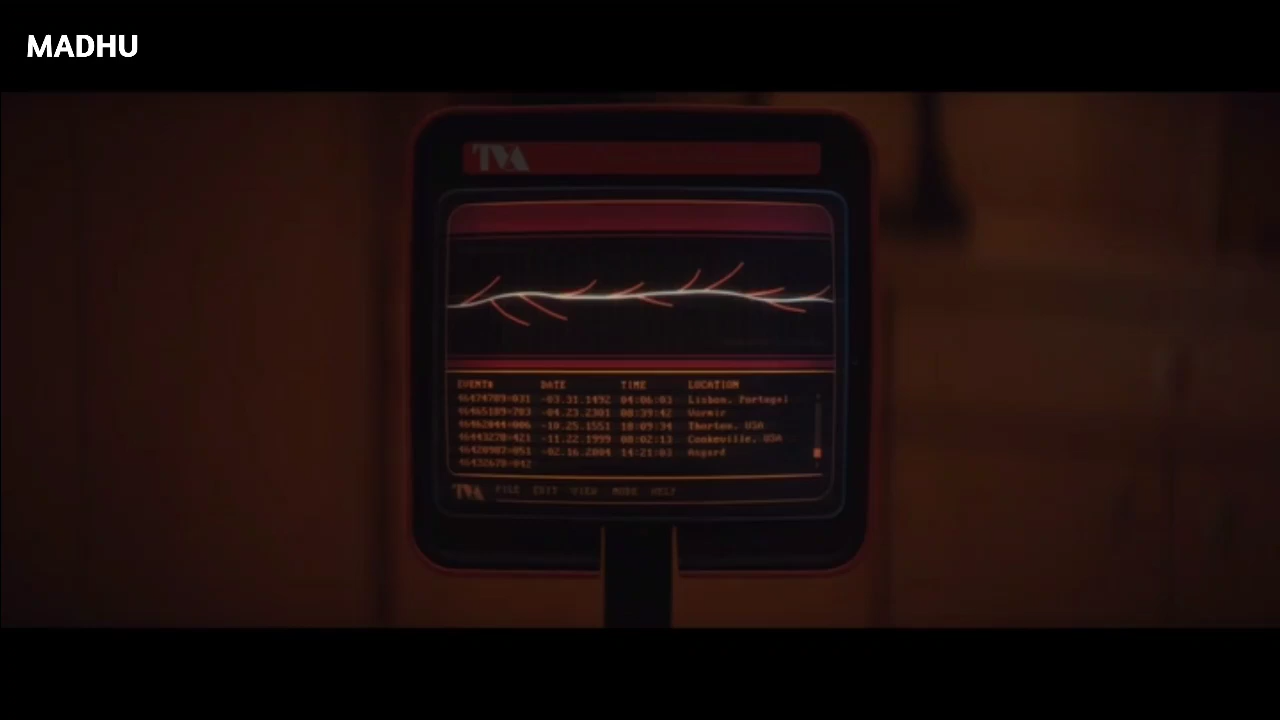 MADHU
TVA
EVENT# DATE TIME LOCATION
-03.31.1492 04:06:03 Lisbon, Portugal
-04.23.2301 08:39:42 Vormir
-10.25.1551 18:09:34 Thorton, USA
-11.22.1999 08:02:13 Cookeville, USA
-02.16.2004 14:21:03 Asgard
TVA FILE EDIT VIEW MODE HELP